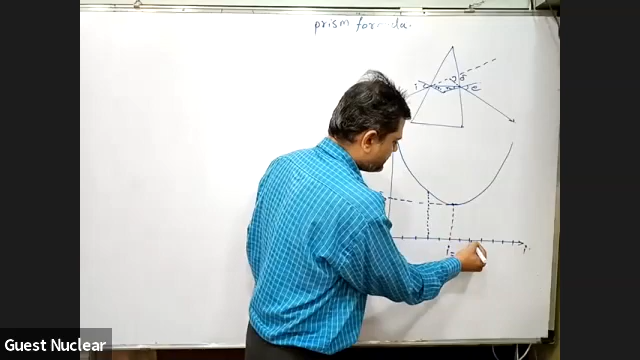 prism formula.
i
r
r
δ
e
i =
i
Guest Nuclear